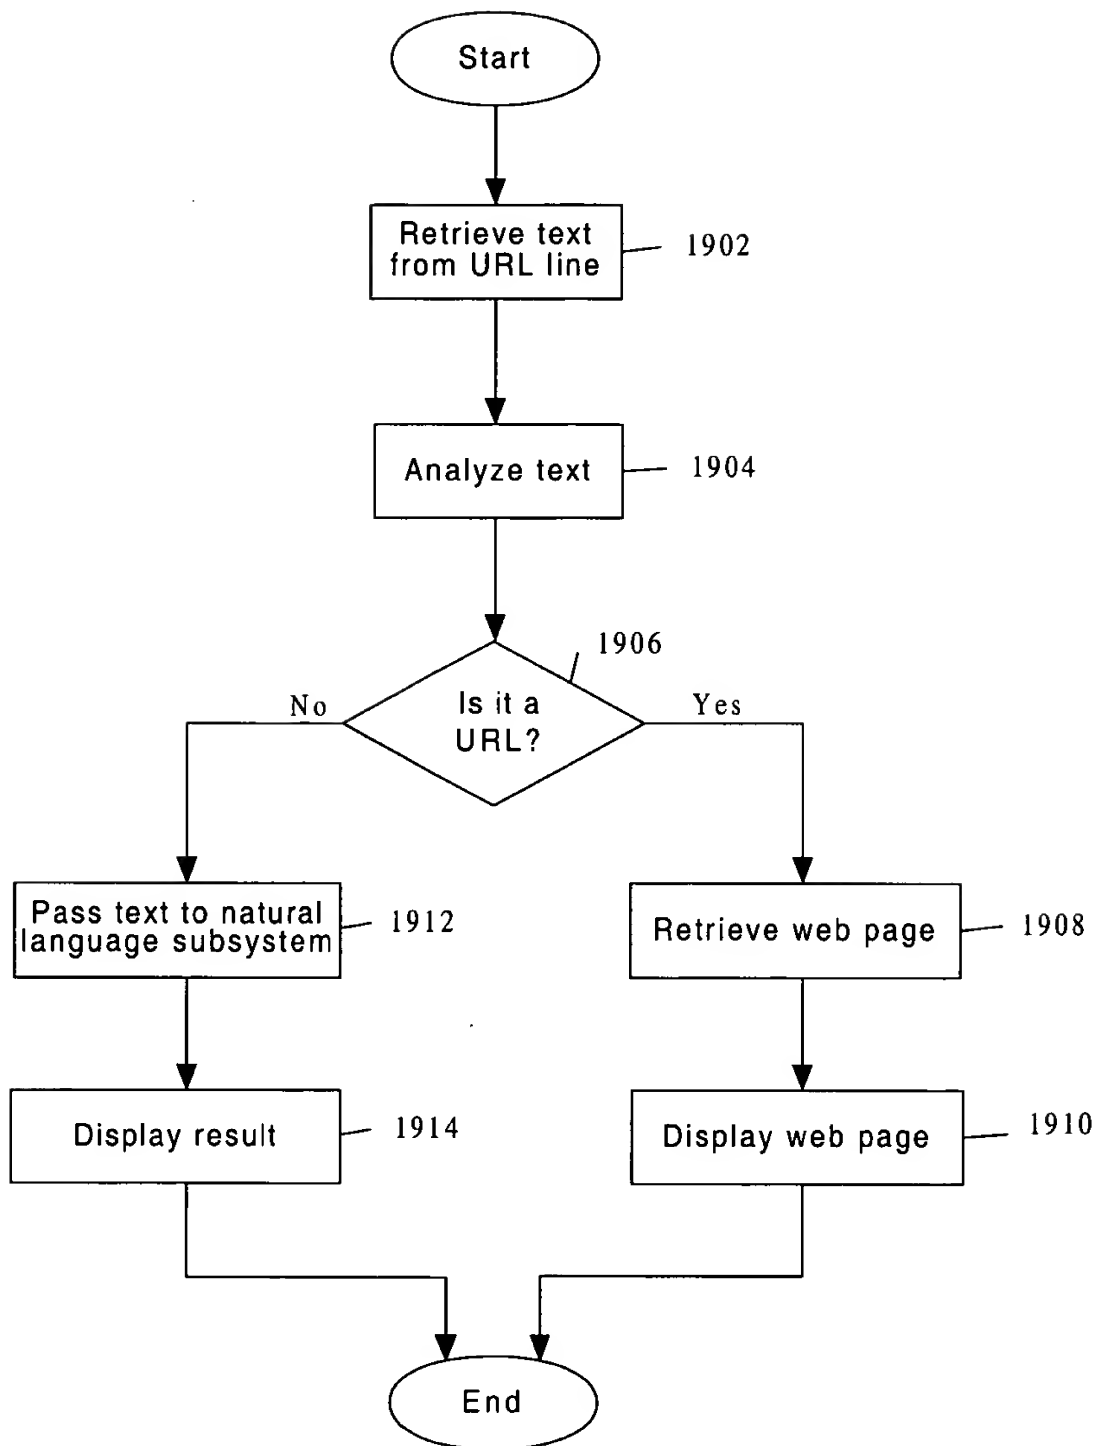 Start
Retrieve text
from URL line
1902
Analyze text
1904
1906
Is it a
URL?
No
Yes
Pass text to natural
language subsystem
1912
Retrieve web page
1908
Display result
1914
Display web page
1910
End